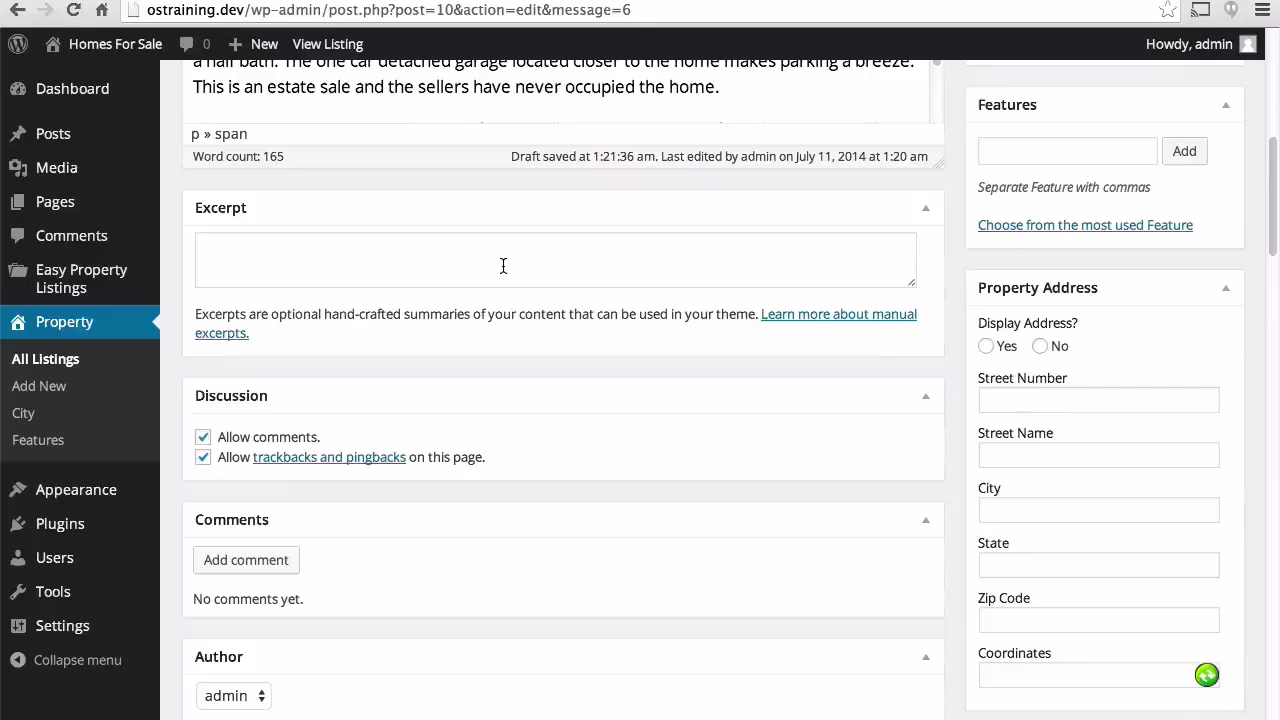 ostraining.dev/wp-admin/post.php?post=10&action=edit&message=6
Homes For Sale
0
New
View Listing
Howdy, admin
Dashboard
Posts
Media
Pages
Comments
Easy Property
Listings
Property
All Listings
Add New
City
Features
Appearance
Plugins
Users
Tools
Settings
Collapse menu
a half bath. The one car detached garage located closer to the home makes parking a breeze.
This is an estate sale and the sellers have never occupied the home.
p » span
Word count: 165
Draft saved at 1:21:36 am. Last edited by admin on July 11, 2014 at 1:20 am
Excerpt
Excerpts are optional hand-crafted summaries of your content that can be used in your theme. Learn more about manual
excerpts.
Discussion
Allow comments.
Allow trackbacks and pingbacks on this page.
Comments
Add comment
No comments yet.
Author
admin
Features
Add
Separate Feature with commas
Choose from the most used Feature
Property Address
Display Address?
Yes
No
Street Number
Street Name
City
State
Zip Code
Coordinates